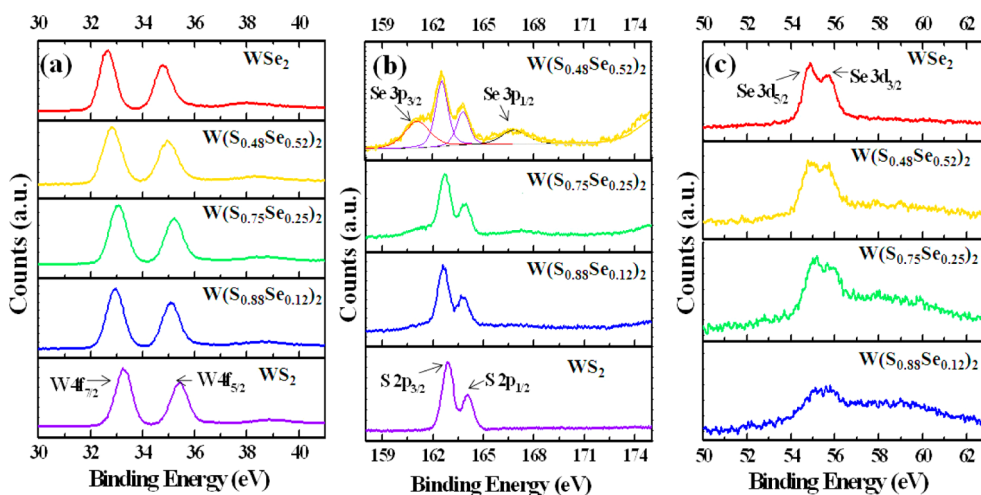 30 32 34 36 38 40
(a)
WSe₂
W(S₀.₄₈Se₀.₅₂)₂
W(S₀.₇₅Se₀.₂₅)₂
W(S₀.₈₈Se₀.₁₂)₂
W4f₇/₂
W4f₅/₂
WS₂
30 32 34 36 38 40
Binding Energy (eV)
Counts (a.u.)
159 162 165 168 171 174
(b)
W(S₀.₄₈Se₀.₅₂)₂
Se 3p₃/₂
Se 3p₁/₂
W(S₀.₇₅Se₀.₂₅)₂
W(S₀.₈₈Se₀.₁₂)₂
S 2p₃/₂
S 2p₁/₂
WS₂
159 162 165 168 171 174
Binding Energy (eV)
Counts (a.u.)
50 52 54 56 58 60 62
(c)
WSe₂
Se 3d₅/₂
Se 3d₃/₂
W(S₀.₄₈Se₀.₅₂)₂
W(S₀.₇₅Se₀.₂₅)₂
W(S₀.₈₈Se₀.₁₂)₂
50 52 54 56 58 60 62
Binding Energy (eV)
Counts (a.u.)